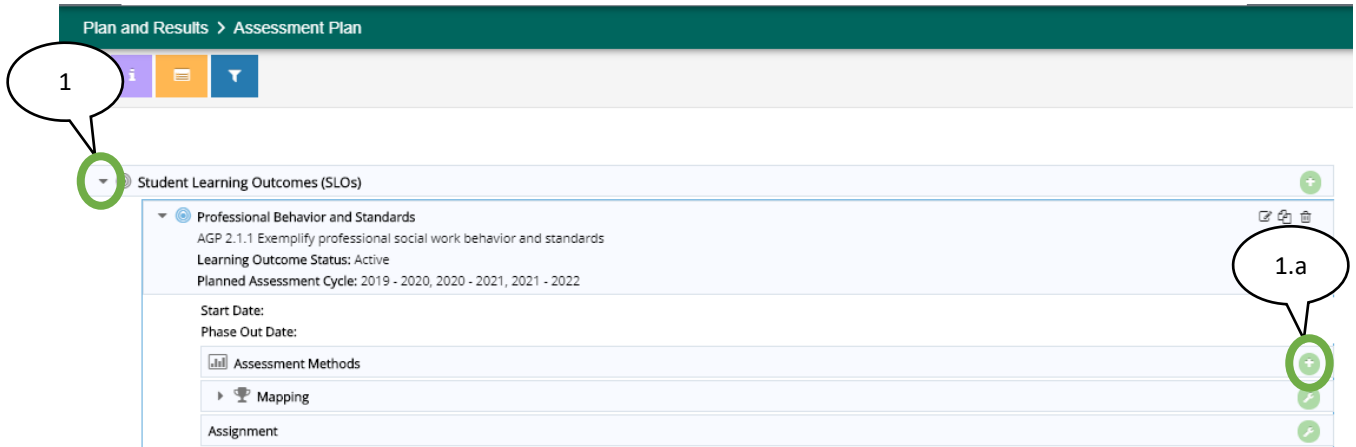 Plan and Results > Assessment Plan
1
i
Student Learning Outcomes (SLOs)
Professional Behavior and Standards
AGP 2.1.1 Exemplify professional social work behavior and standards
Learning Outcome Status: Active
1.a
Planned Assessment Cycle: 2019 - 2020, 2020 - 2021, 2021 - 2022
Start Date:
Phase Out Date:
Assessment Methods
Mapping
Assignment